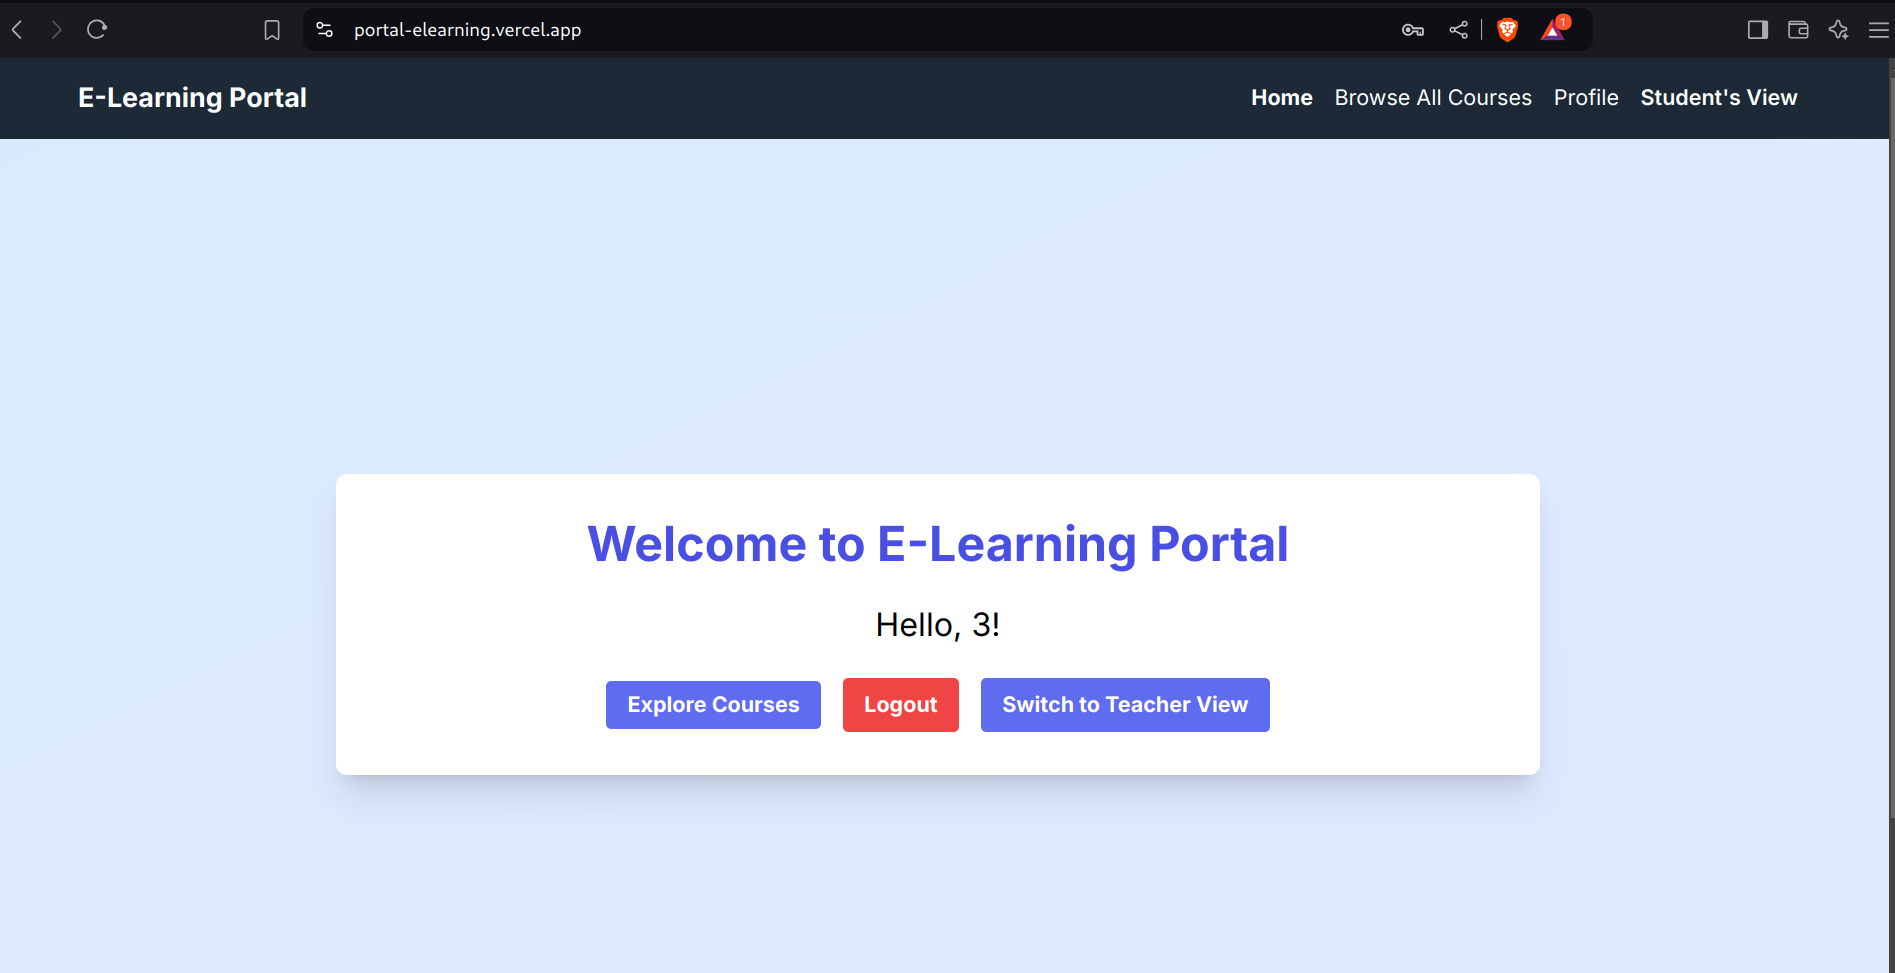 portal-elearning.vercel.app
1
E-Learning Portal
Home Browse All Courses Profile Student's View
Welcome to E-Learning Portal
Hello, 3!
Explore Courses Logout Switch to Teacher View